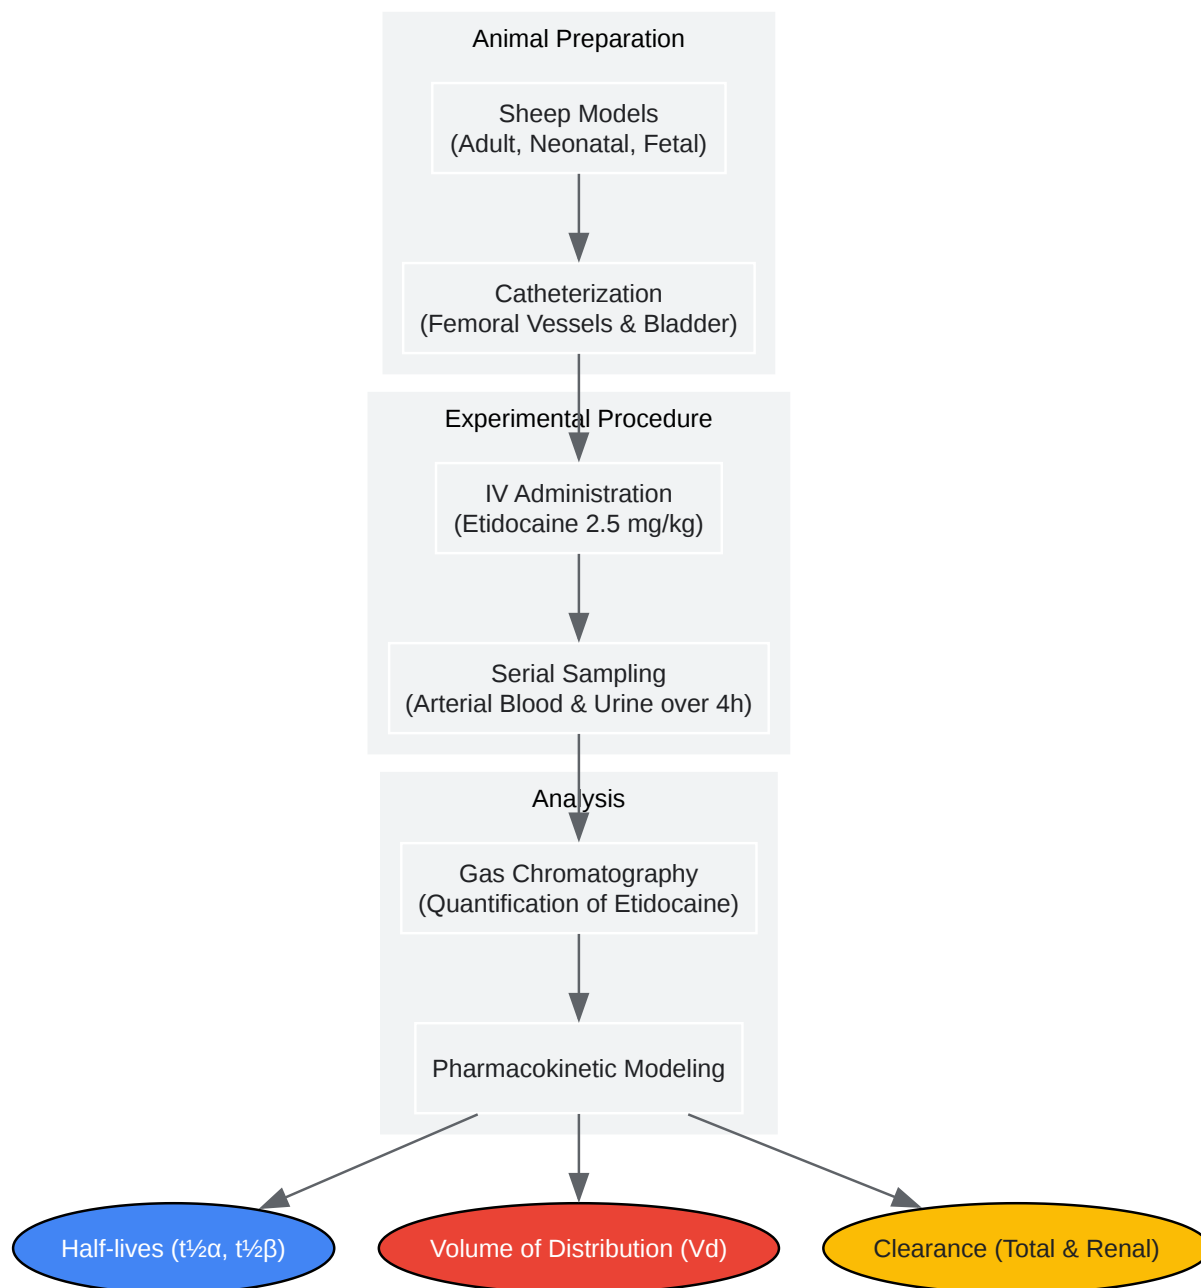 Animal Preparation
Sheep Models
(Adult, Neonatal, Fetal)
Catheterization
(Femoral Vessels & Bladder)
Experimental Procedure
IV Administration
(Etidocaine 2.5 mg/kg)
Serial Sampling
(Arterial Blood & Urine over 4h)
Analysis
Gas Chromatography
(Quantification of Etidocaine)
Pharmacokinetic Modeling
Half-lives (t½α, t½β)
Volume of Distribution (Vd)
Clearance (Total & Renal)